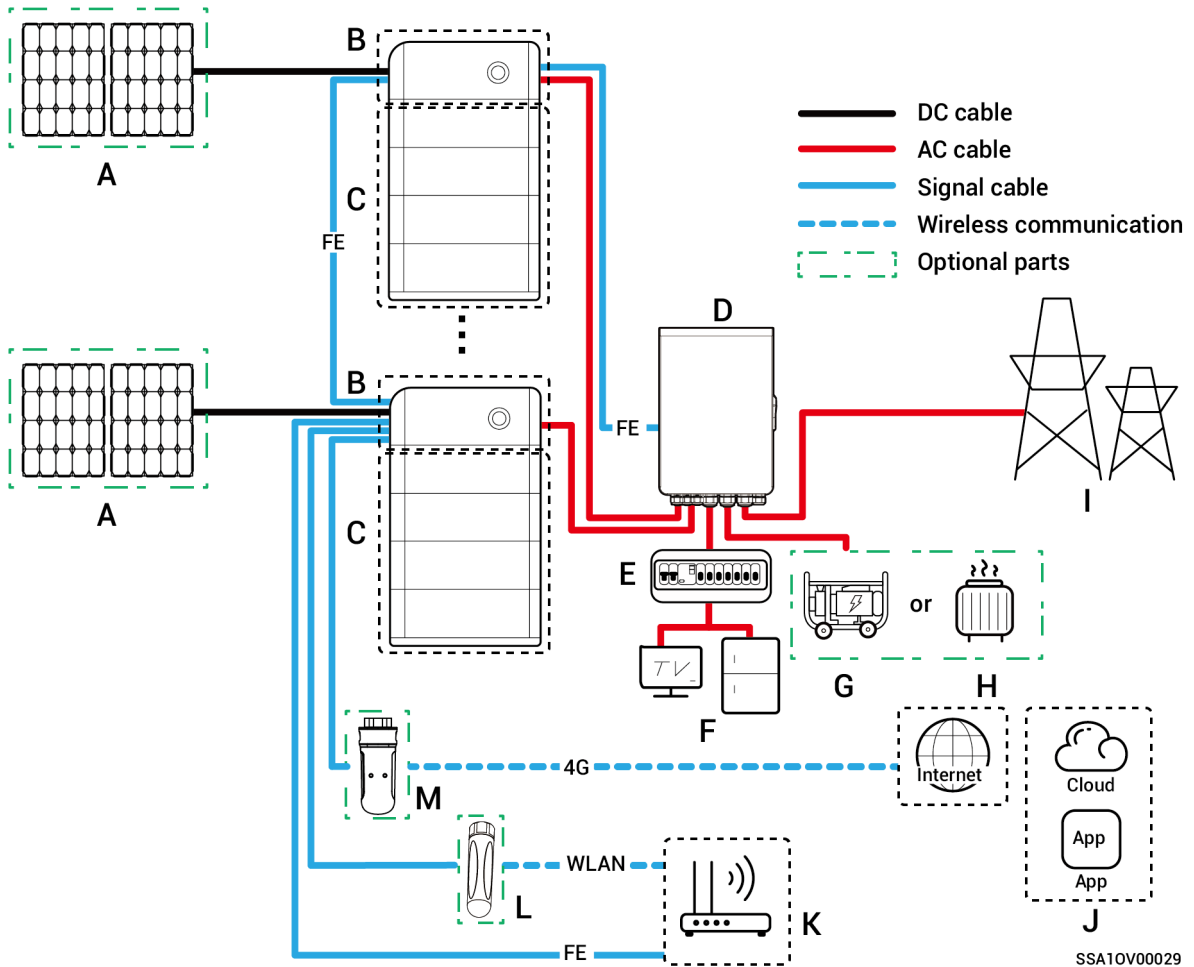 B
DC cable
AC cable
A
Signal cable
C
Wireless communication
FE
Optional parts
D
B
FE
A
I
C
E
or
TV
G
H
F
4G
Internet
Cloud
M
App
App
WLAN
L
K
J
FE
SSA1OV00029